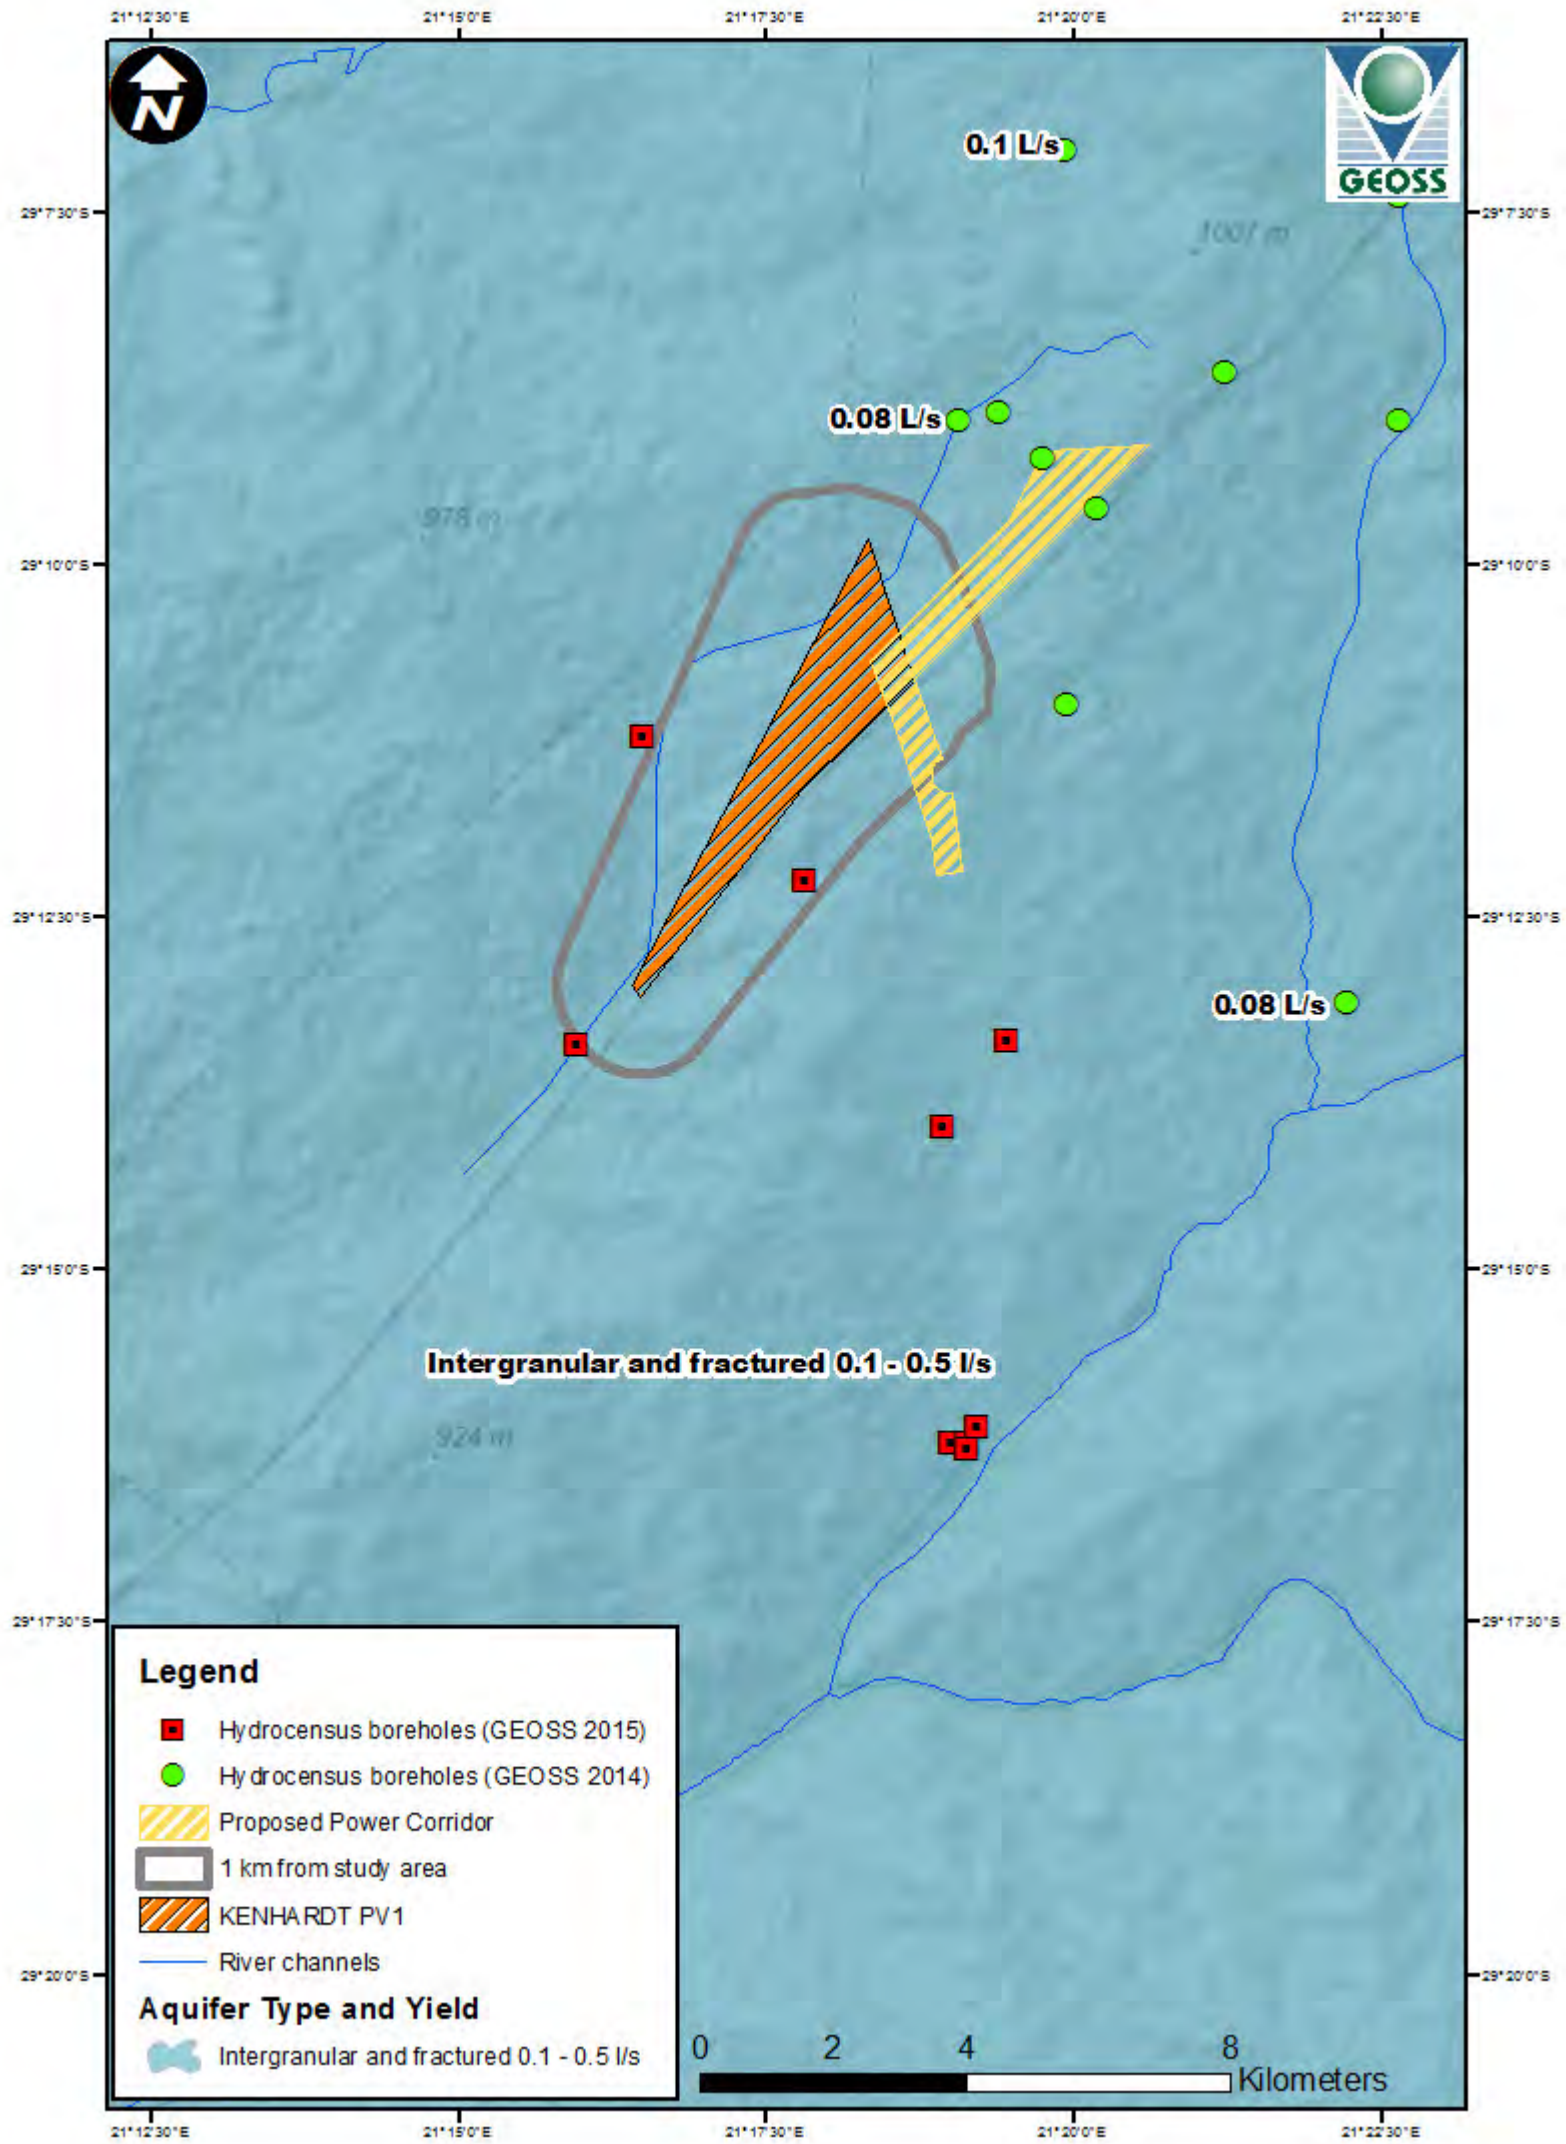 21°12'30"E 21°15'0"E 21°17'30"E 21°20'0"E 21°22'30"E
N
GEOSS
0.1 L/s
29°7'30"S 29°7'30"S
1007 m
0.08 L/s
978 m
29°10'0"S 29°10'0"S
29°12'30"S 29°12'30"S
0.08 L/s
29°15'0"S 29°15'0"S
Intergranular and fractured 0.1 - 0.5 l/s
924 m
29°17'30"S 29°17'30"S
Legend
Hydrocensus boreholes (GEOSS 2015)
Hydrocensus boreholes (GEOSS 2014)
Proposed Power Corridor
1 km from study area
KENHARDT PV1
River channels
29°20'0"S 29°20'0"S
Aquifer Type and Yield
Intergranular and fractured 0.1 - 0.5 l/s
0 2 4 8
Kilometers
21°12'30"E 21°15'0"E 21°17'30"E 21°20'0"E 21°22'30"E